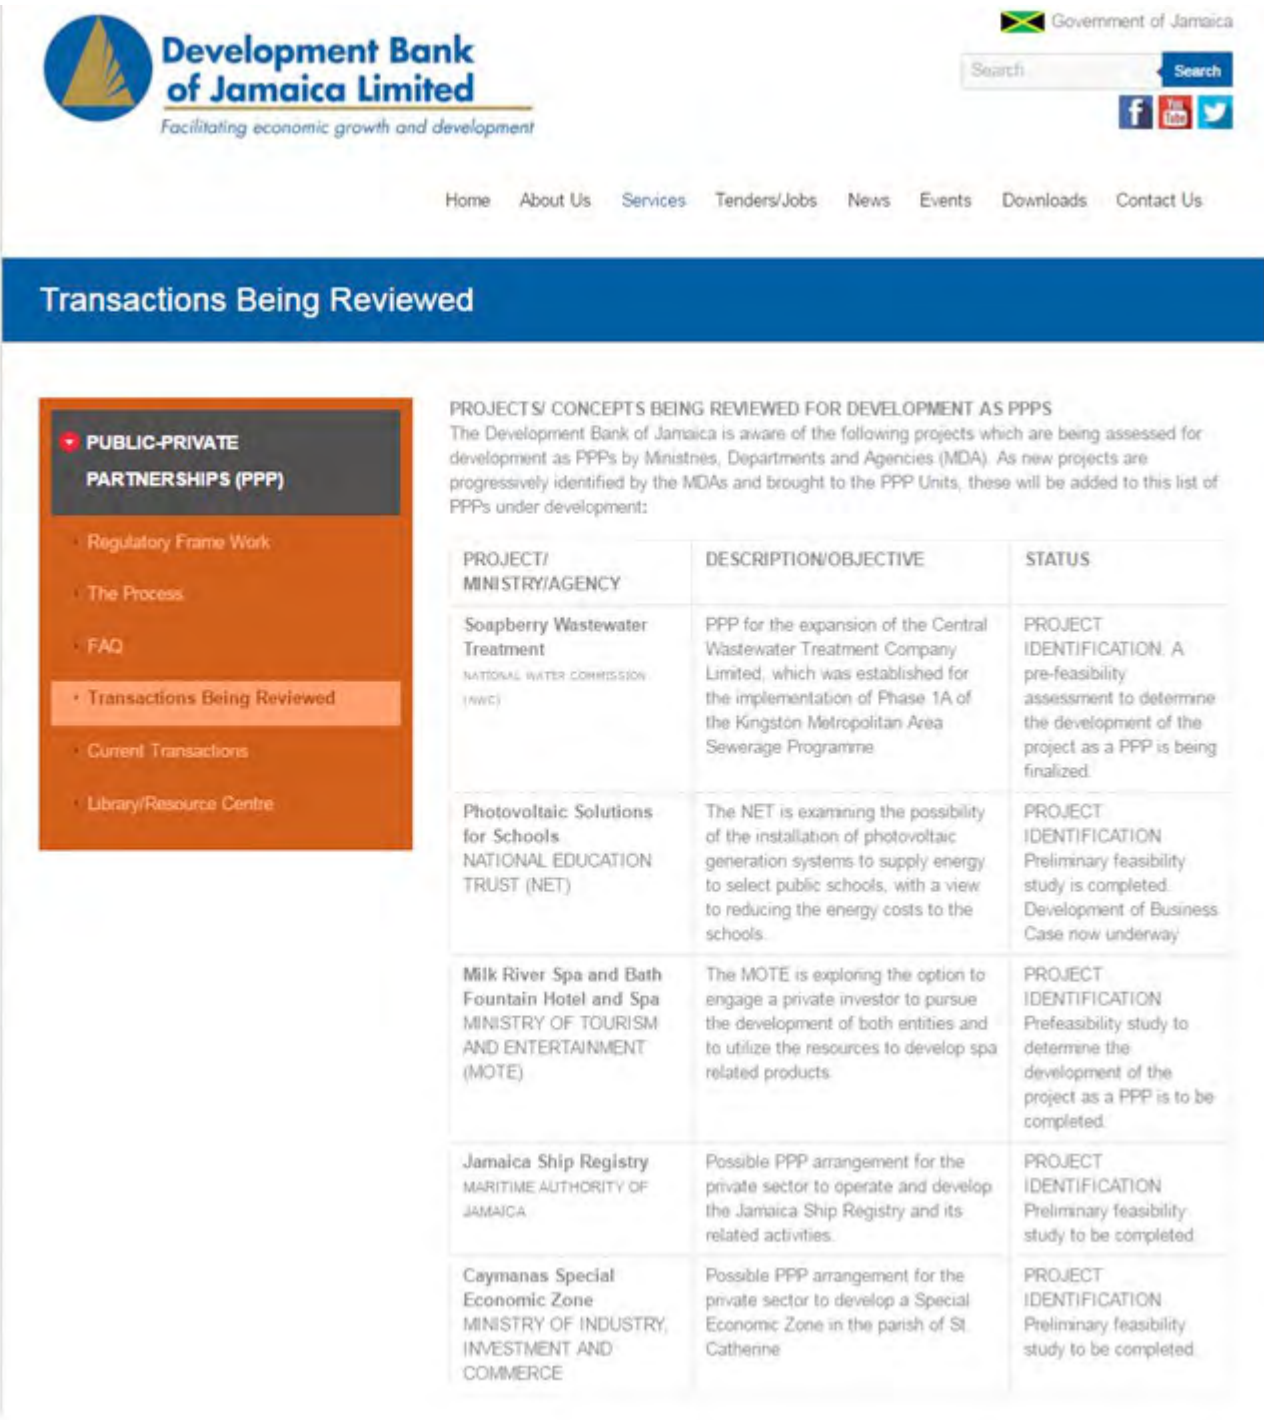 Development Bank
of Jamaica Limited
Facilitating economic growth and development
Government of Jamaica
Search
Search
f
You
Tube
Home About Us Services Tenders/Jobs News Events Downloads Contact Us
Transactions Being Reviewed
PUBLIC-PRIVATE
PARTNERSHIPS (PPP)
Regulatory Frame Work
The Process
FAQ
Transactions Being Reviewed
Current Transactions
Library/Resource Centre
PROJECTS/ CONCEPTS BEING REVIEWED FOR DEVELOPMENT AS PPPS
The Development Bank of Jamaica is aware of the following projects which are being assessed for
development as PPPs by Ministries, Departments and Agencies (MDA). As new projects are
progressively identified by the MDAs and brought to the PPP Units, these will be added to this list of
PPPs under development:
PROJECT/
MINISTRY/AGENCY
DESCRIPTION/OBJECTIVE
STATUS
Soapberry Wastewater
Treatment
NATIONAL WATER COMMISSION
(NWC)
PPP for the expansion of the Central
Wastewater Treatment Company
Limited, which was established for
the implementation of Phase 1A of
the Kingston Metropolitan Area
Sewerage Programme
PROJECT
IDENTIFICATION. A
pre-feasibility
assessment to determine
the development of the
project as a PPP is being
finalized.
Photovoltaic Solutions
for Schools
NATIONAL EDUCATION
TRUST (NET)
The NET is examining the possibility
of the installation of photovoltaic
generation systems to supply energy
to select public schools, with a view
to reducing the energy costs to the
schools.
PROJECT
IDENTIFICATION
Preliminary feasibility
study is completed.
Development of Business
Case now underway
Milk River Spa and Bath
Fountain Hotel and Spa
MINISTRY OF TOURISM
AND ENTERTAINMENT
(MOTE)
The MOTE is exploring the option to
engage a private investor to pursue
the development of both entities and
to utilize the resources to develop spa
related products
PROJECT
IDENTIFICATION
Prefeasibility study to
determine the
development of the
project as a PPP is to be
completed.
Jamaica Ship Registry
MARITIME AUTHORITY OF
JAMAICA
Possible PPP arrangement for the
private sector to operate and develop
the Jamaica Ship Registry and its
related activities.
PROJECT
IDENTIFICATION
Preliminary feasibility
study to be completed
Caymanas Special
Economic Zone
MINISTRY OF INDUSTRY,
INVESTMENT AND
COMMERCE
Possible PPP arrangement for the
private sector to develop a Special
Economic Zone in the parish of St.
Catherine
PROJECT
IDENTIFICATION
Preliminary feasibility
study to be completed.